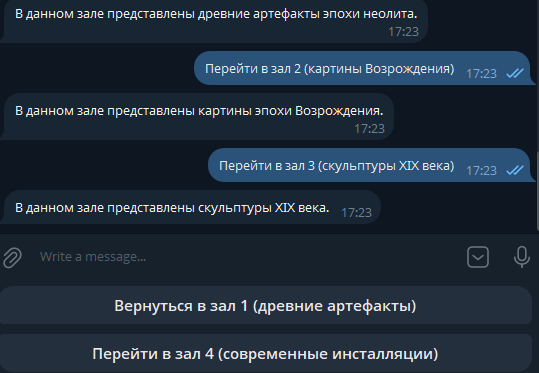 В данном зале представлены древние артефакты эпохи неолита.
17:23
Перейти в зал 2 (картины Возрождения) 17:23
В данном зале представлены картины эпохи Возрождения.
17:23
Перейти в зал 3 (скульптуры XIX века) 17:23
В данном зале представлены скульптуры XIX века. 17:23
Write a message...
Вернуться в зал 1 (древние артефакты)
Перейти в зал 4 (современные инсталляции)